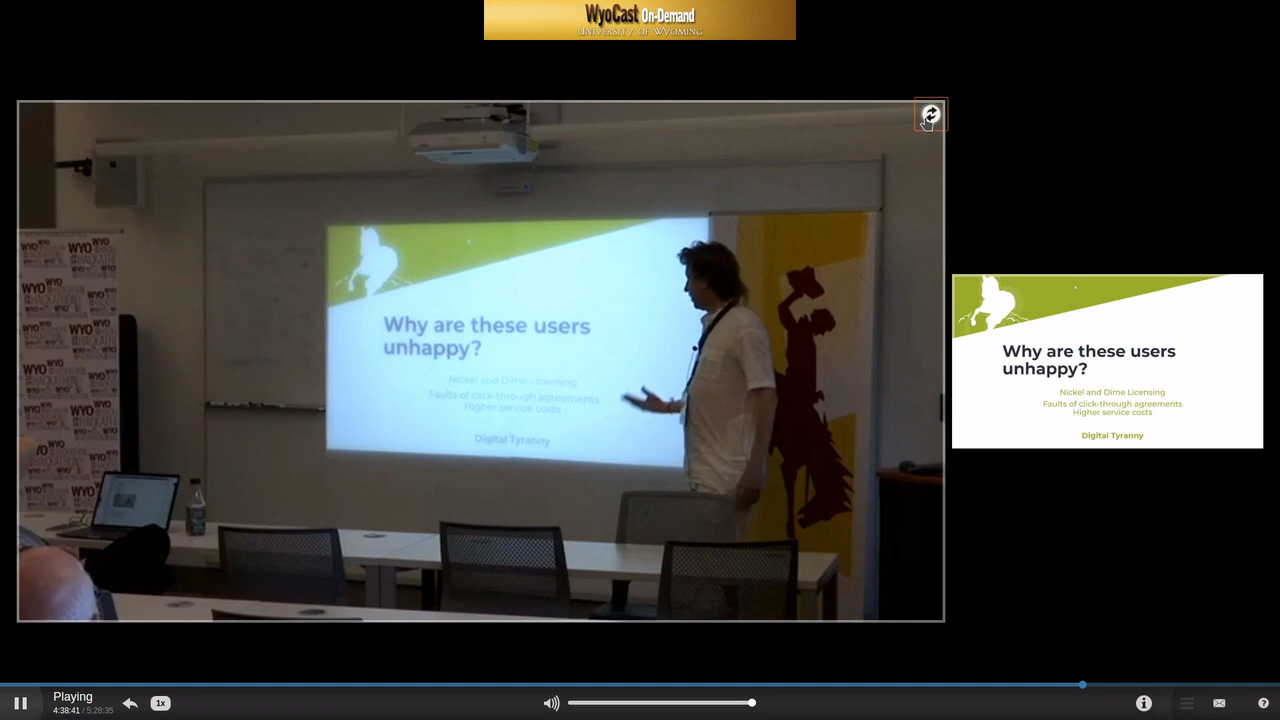 WyoCast On-Demand
UNIVERSITY OF WYOMING
WYO
HACKATHON
Why are these users
unhappy?
Nickel and Dime Licensing
Faults of click-through agreements
Higher service costs
Digital Tyranny
Why are these users
unhappy?
Nickel and Dime Licensing
Faults of click-through agreements
Higher service costs
Digital Tyranny
Playing
4:38:41 / 5:28:35
1x